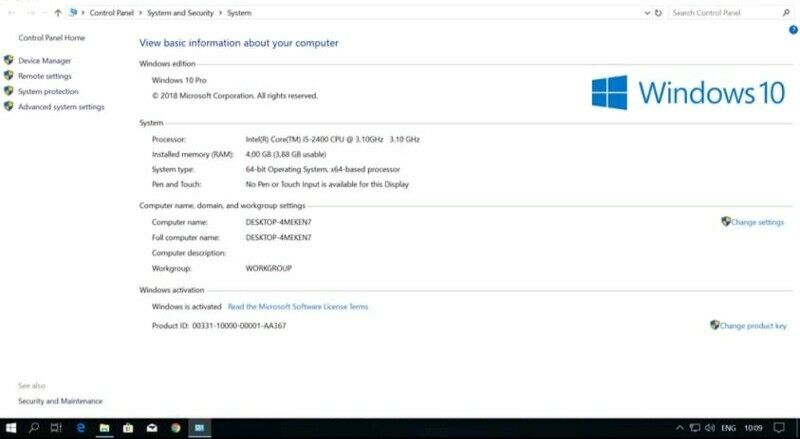 Control Panel > System and Security > System
Search Control Panel
Control Panel Home
Device Manager
Remote settings
System protection
Advanced system settings
View basic information about your computer
Windows edition
Windows 10 Pro
© 2018 Microsoft Corporation. All rights reserved.
Windows 10
System
Processor: Intel(R) Core(TM) i5-2400 CPU @ 3.10GHz 3.10 GHz
Installed memory (RAM): 4,00 GB (3,88 GB usable)
System type: 64-bit Operating System, x64-based processor
Pen and Touch: No Pen or Touch Input is available for this Display
Computer name, domain, and workgroup settings
Computer name: DESKTOP-4MEKEN7
Change settings
Full computer name: DESKTOP-4MEKEN7
Computer description:
Workgroup: WORKGROUP
Windows activation
Windows is activated Read the Microsoft Software License Terms
Product ID: 00331-10000-00001-AA367
Change product key
See also
Security and Maintenance
ENG 10:09